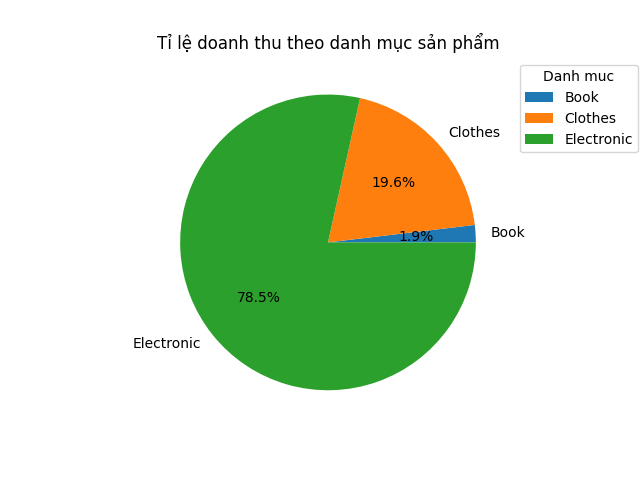 Tỉ lệ doanh thu theo danh mục sản phẩm
Danh muc
Book
Clothes
Electronic
Clothes
19.6%
Book
1.9%
78.5%
Electronic